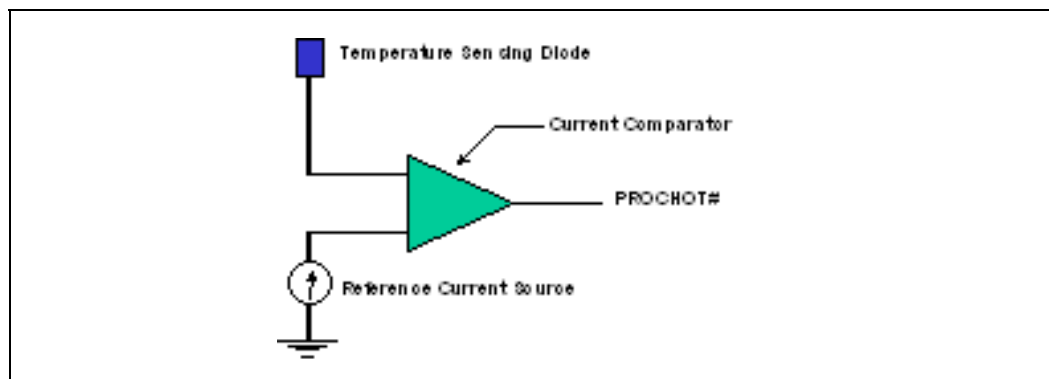 Temperature Sensing Diode
Current Comparator
PROCHOT#
Reference Current Source